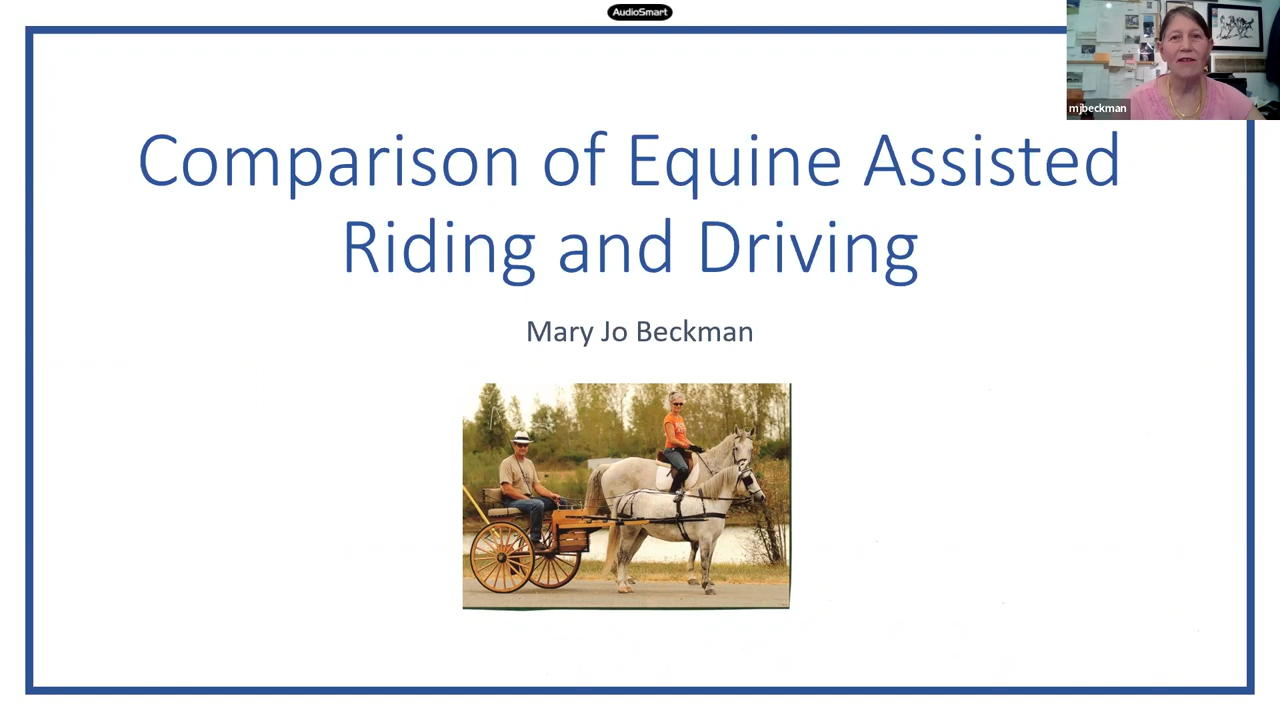 AudioSmart
mjbeckman
Comparison of Equine Assisted
Riding and Driving
Mary Jo Beckman